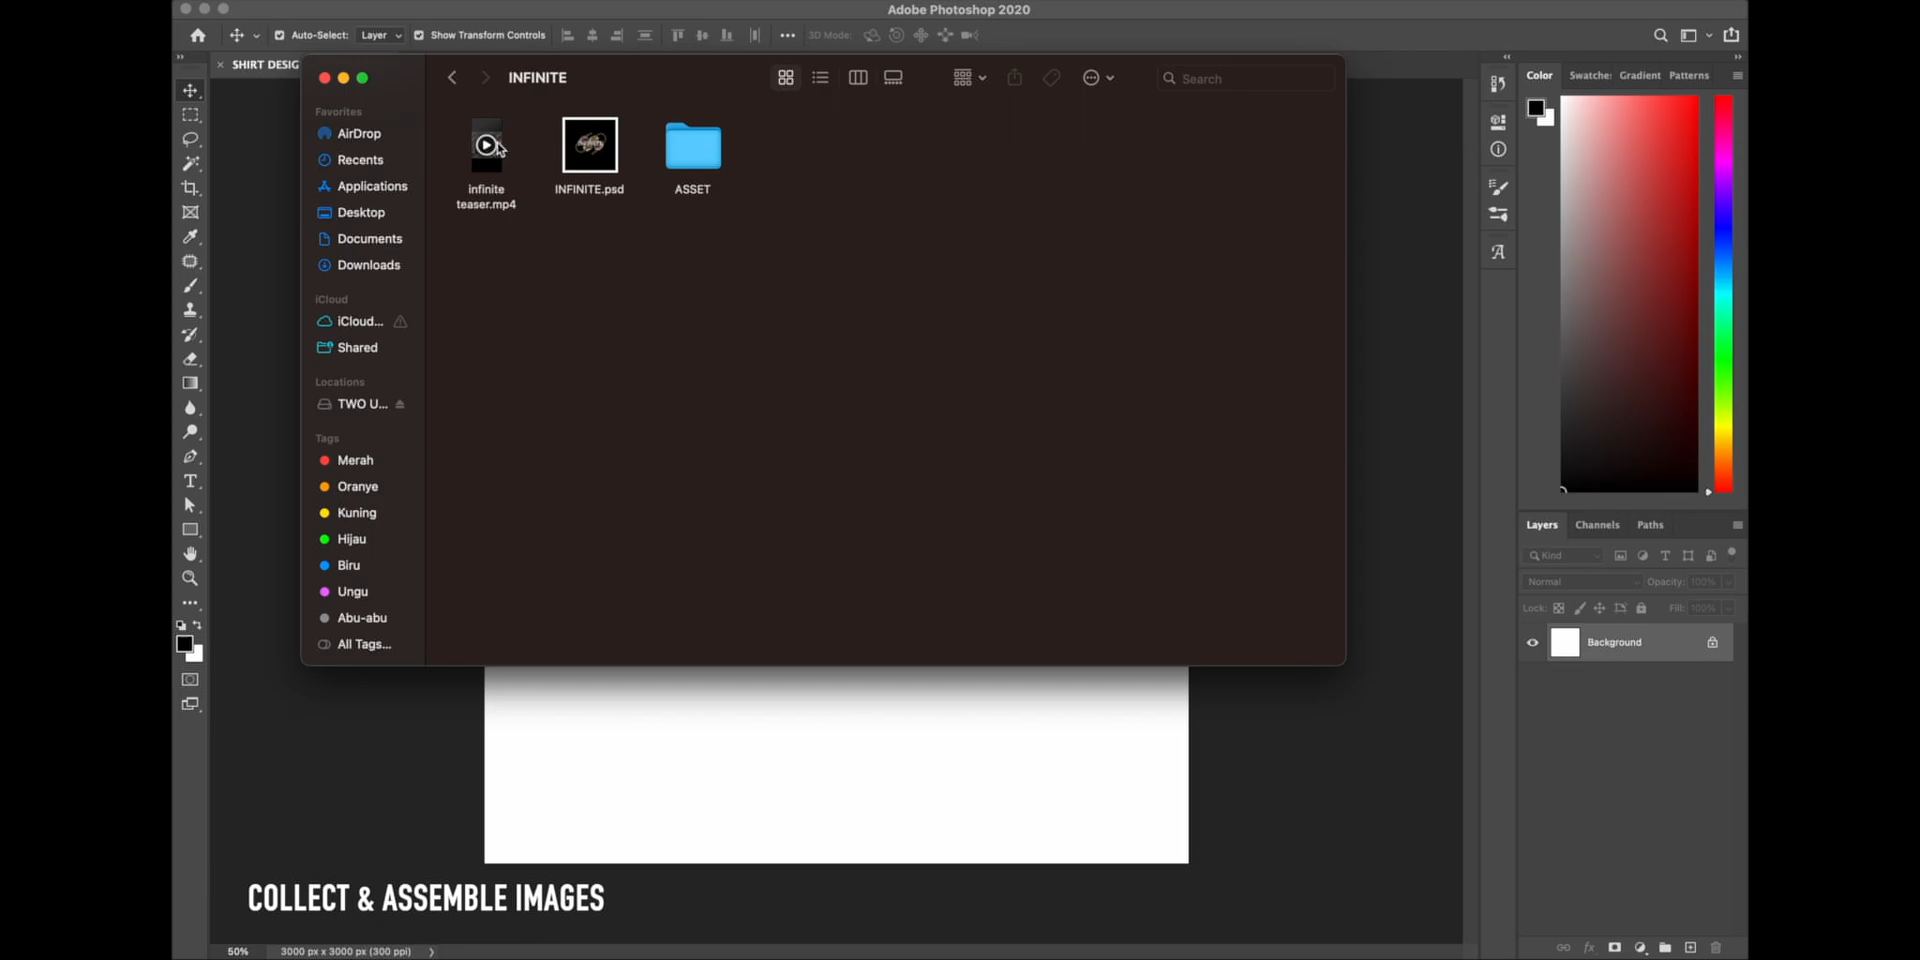 Adobe Photoshop 2020
Auto-Select: Layer Show Transform Controls 3D Mode:
SHIRT DESIG
INFINITE
Search
Favorites
AirDrop
Recents
Applications
Desktop
Documents
Downloads
iCloud
iCloud...
Shared
Locations
TWO U...
Tags
Merah
Oranye
Kuning
Hijau
Biru
Ungu
Abu-abu
All Tags...
infinite
teaser.mp4
INFINITE.psd
ASSET
Color Swatche: Gradient Patterns
Layers Channels Paths
Kind
Normal Opacity: 100%
Lock: Fill: 100%
Background
COLLECT & ASSEMBLE IMAGES
50% 3000 px x 3000 px (300 ppi)